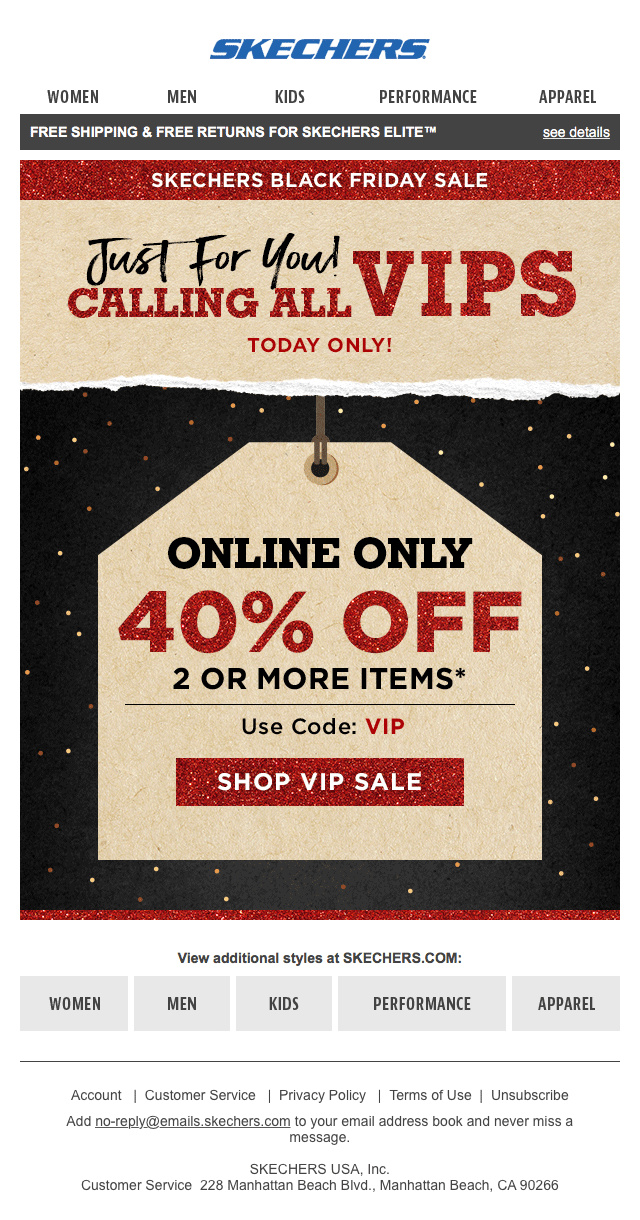 SKECHERS
WOMEN MEN KIDS PERFORMANCE APPAREL
FREE SHIPPING & FREE RETURNS FOR SKECHERS ELITE™ see details
SKECHERS BLACK FRIDAY SALE
Just For You!
CALLING ALL VIPS
TODAY ONLY!
ONLINE ONLY
40% OFF
2 OR MORE ITEMS*
Use Code: VIP
SHOP VIP SALE
View additional styles at SKECHERS.COM:
WOMEN MEN KIDS PERFORMANCE APPAREL
Account | Customer Service | Privacy Policy | Terms of Use | Unsubscribe
Add no-reply@emails.skechers.com to your email address book and never miss a
message.
SKECHERS USA, Inc.
Customer Service 228 Manhattan Beach Blvd., Manhattan Beach, CA 90266